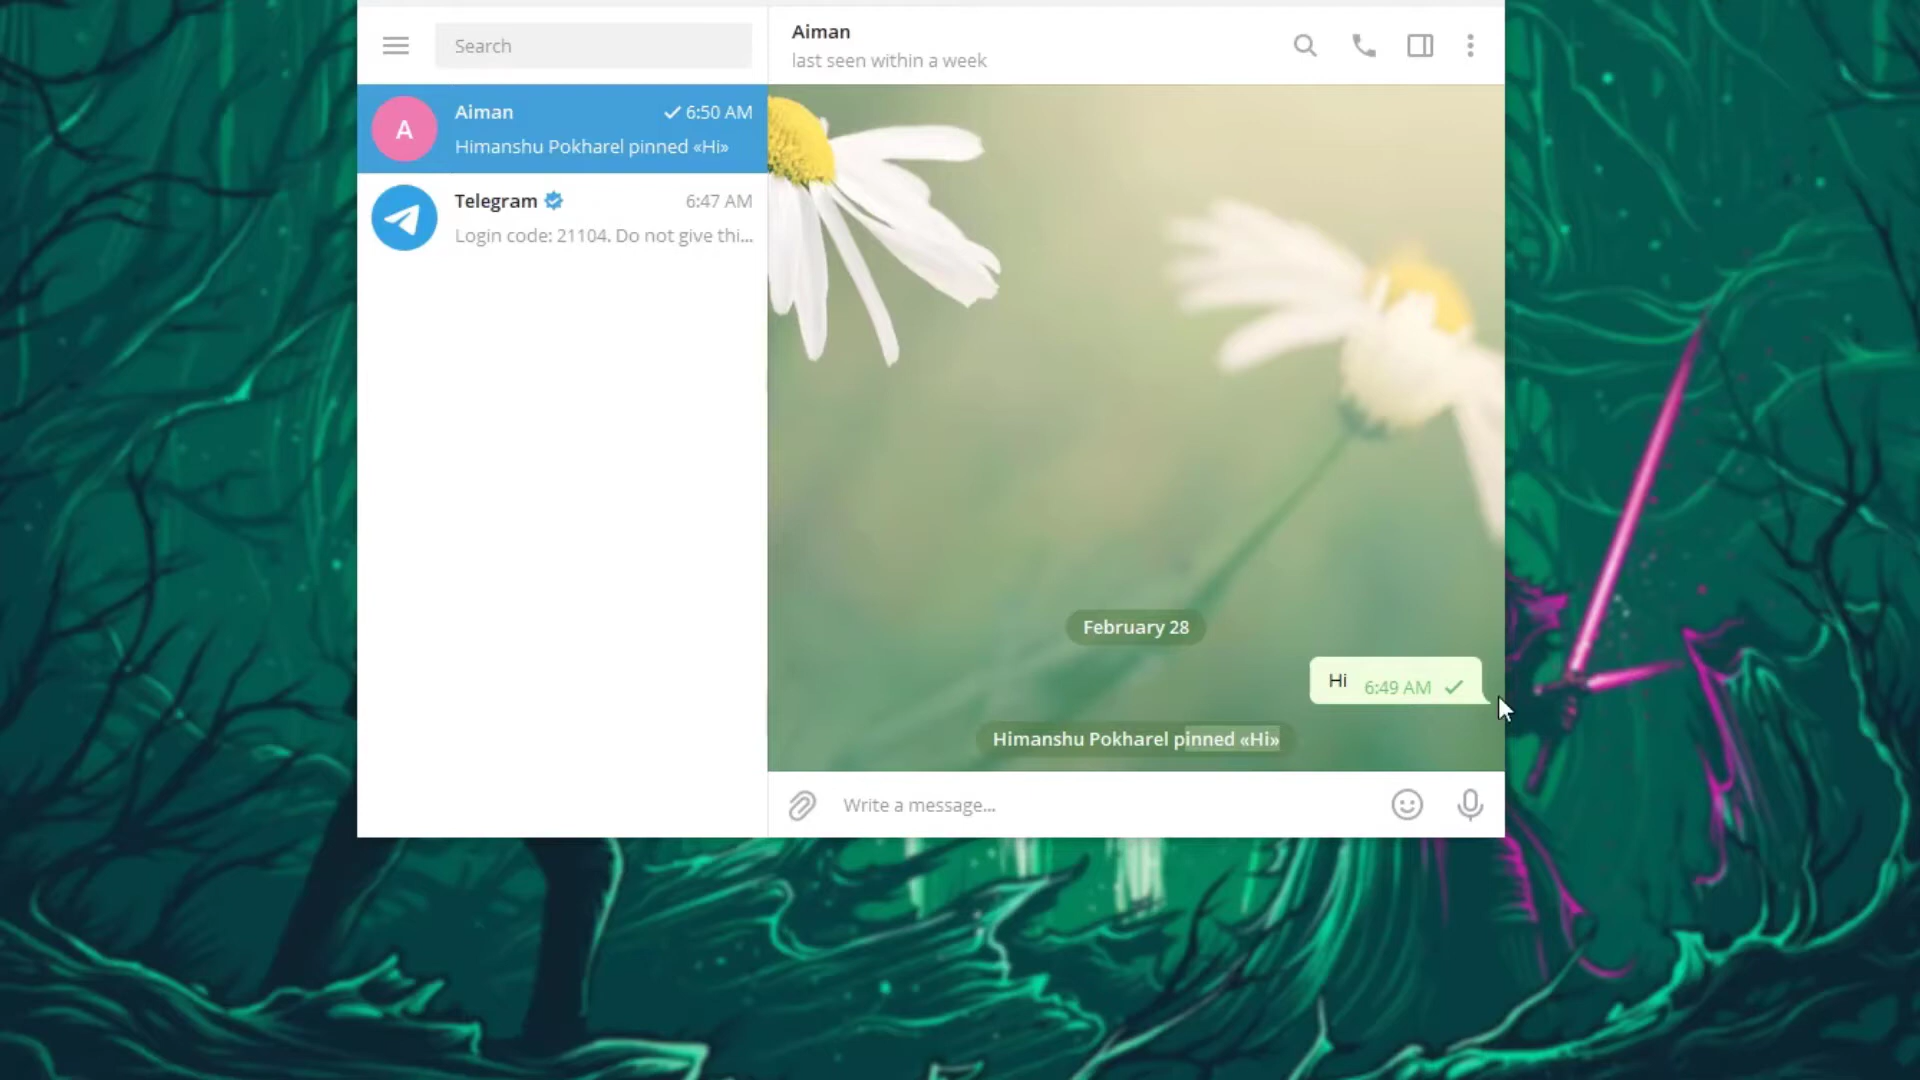 Search
A
Aiman
6:50 AM
Himanshu Pokharel pinned «Hi»
Telegram
6:47 AM
Login code: 21104. Do not give thi...
Aiman
last seen within a week
February 28
Hi 6:49 AM
Himanshu Pokharel pinned «Hi»
Write a message...